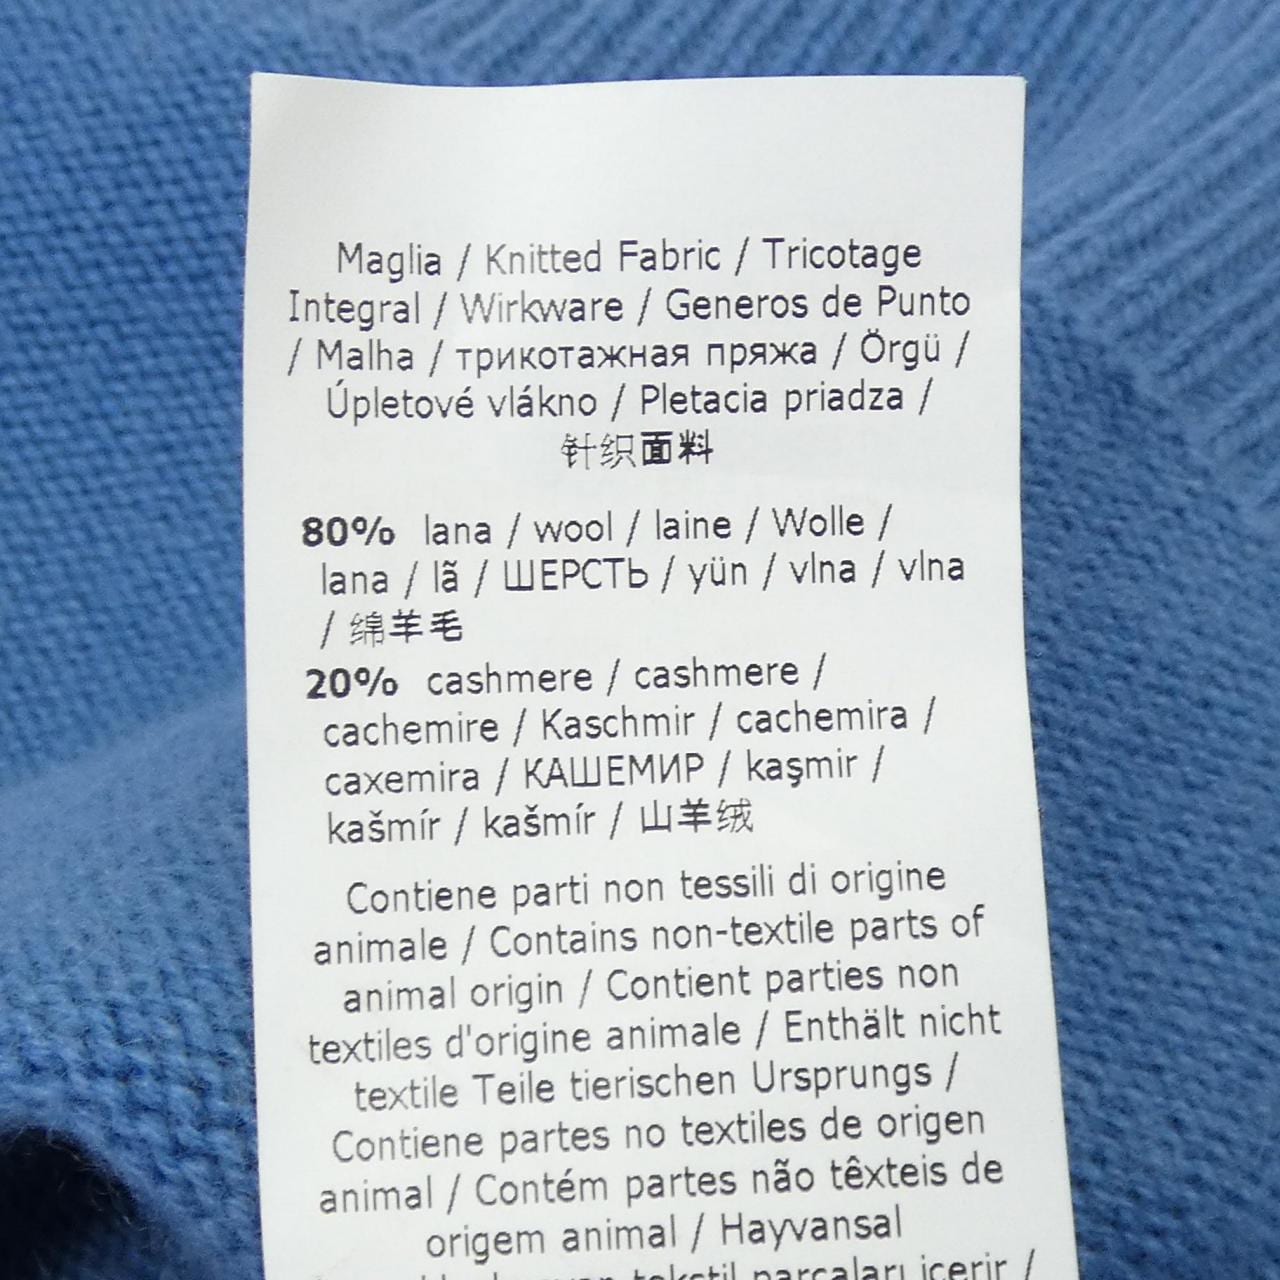 Maglia / Knitted Fabric / Tricotage
Integral / Wirkware / Generos de Punto
/ Malha / трикотажная пряжа / Örgü /
Úpletové vlákno / Pletacia priadza /
针织面料
80% lana / wool / laine / Wolle /
lana / lã / ШЕРСТЬ / yün / vlna / vlna
/ 绵羊毛
20% cashmere / cashmere /
cachemire / Kaschmir / cachemira /
caxemira / КАШЕМИР / kaşmir /
kašmír / kašmír / 山羊绒
Contiene parti non tessili di origine
animale / Contains non-textile parts of
animal origin / Contient parties non
textiles d'origine animale / Enthält nicht
textile Teile tierischen Ursprungs /
Contiene partes no textiles de origen
animal / Contém partes não têxteis de
origem animal / Hayvansal
tekstil parçaları içerir /